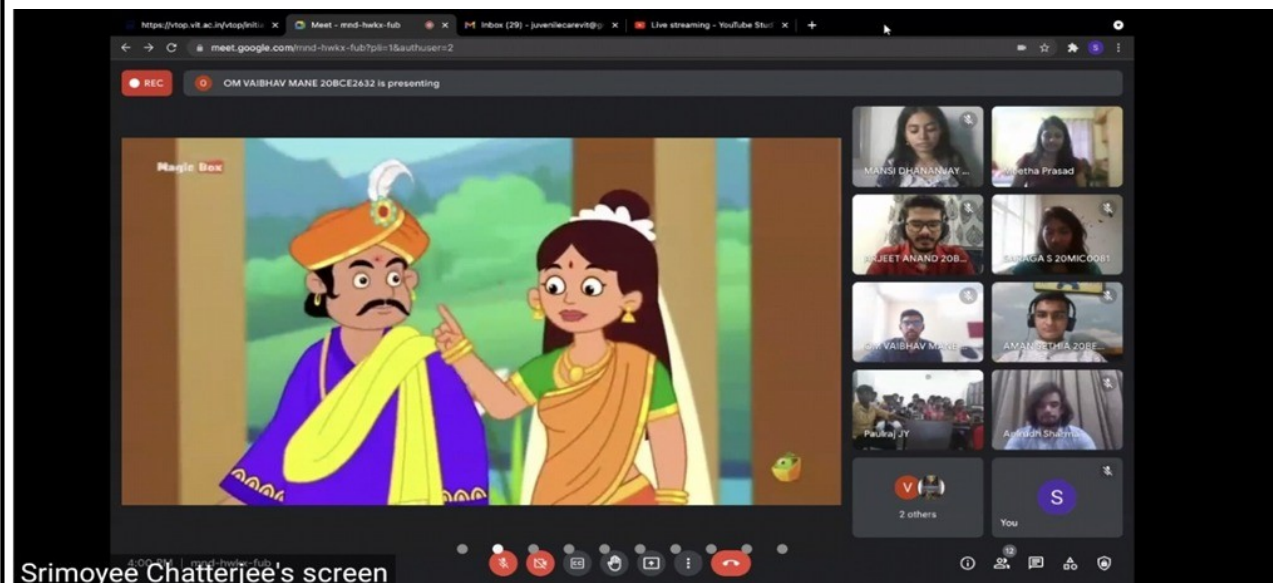 https://vtop.vit.ac.in/vtop/initia
Meet - mnd-hwkx-fub
Inbox (29) - juvenilecarevit@g
Live streaming - YouTube Stud
meet.google.com/mnd-hwkx-fub?pli=1&authuser=2
S
REC
O
OM VAIBHAV MANE 20BCE2632 is presenting
Magic Box
MANSI DHANANJAY ...
Prasad
ANAND 20B...
S 20MIC0081
OM VAIBHAV MANE
AMAN SETHIA 20BE...
Paulraj JY
Anirudh Sharma
V
2 others
S
You
4:00 PM | mnd-hwkx-fub
12
Srimoyee Chatterjee's screen